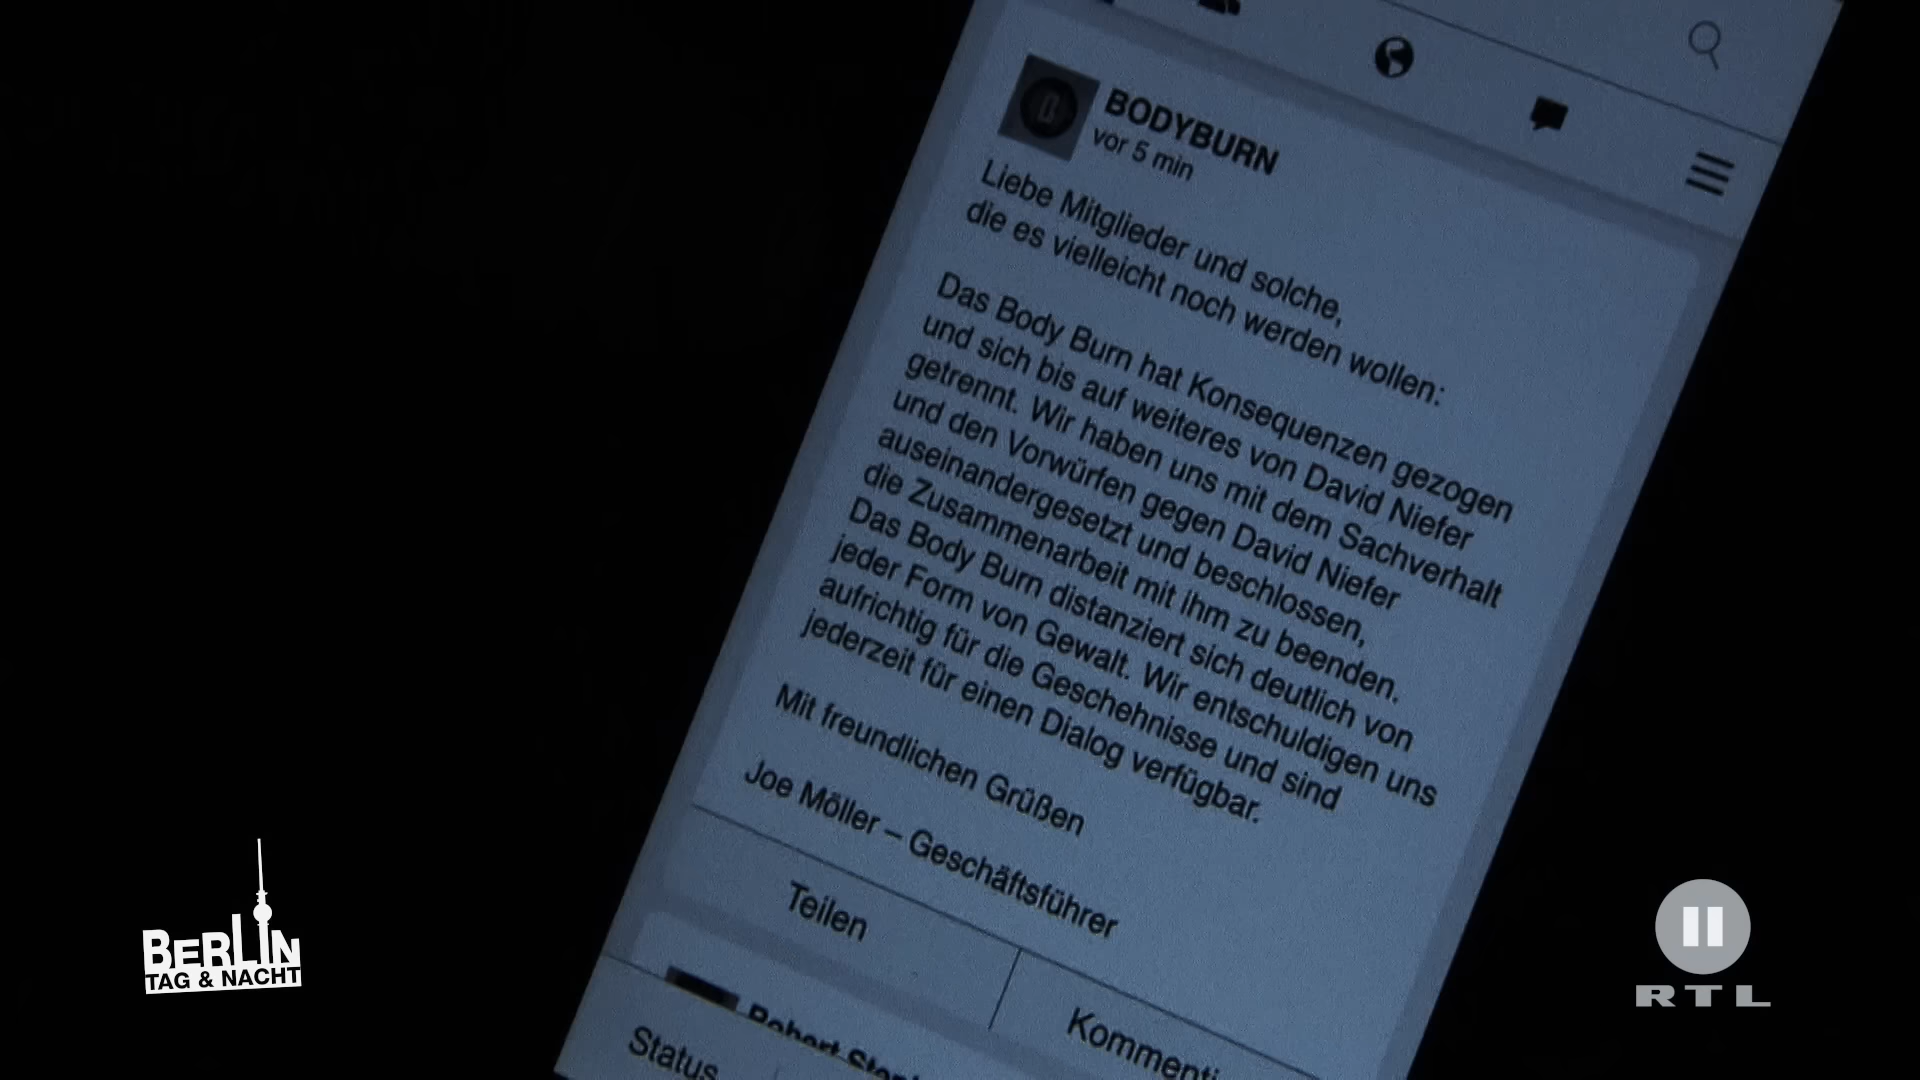 BODYBURN
vor 5 min
Liebe Mitglieder und solche,
die es vielleicht noch werden wollen:
Das Body Burn hat Konsequenzen gezogen
und sich bis auf weiteres von David Niefer
getrennt. Wir haben uns mit dem Sachverhalt
und den Vorwürfen gegen David Niefer
auseinandergesetzt und beschlossen,
die Zusammenarbeit mit ihm zu beenden.
Das Body Burn distanziert sich deutlich von
jeder Form von Gewalt. Wir entschuldigen uns
aufrichtig für die Geschehnisse und sind
jederzeit für einen Dialog verfügbar.
Mit freundlichen Grüßen
Joe Möller – Geschäftsführer
Teilen
Kommenti
Robert
Status
BERLIN
TAG & NACHT
RTL